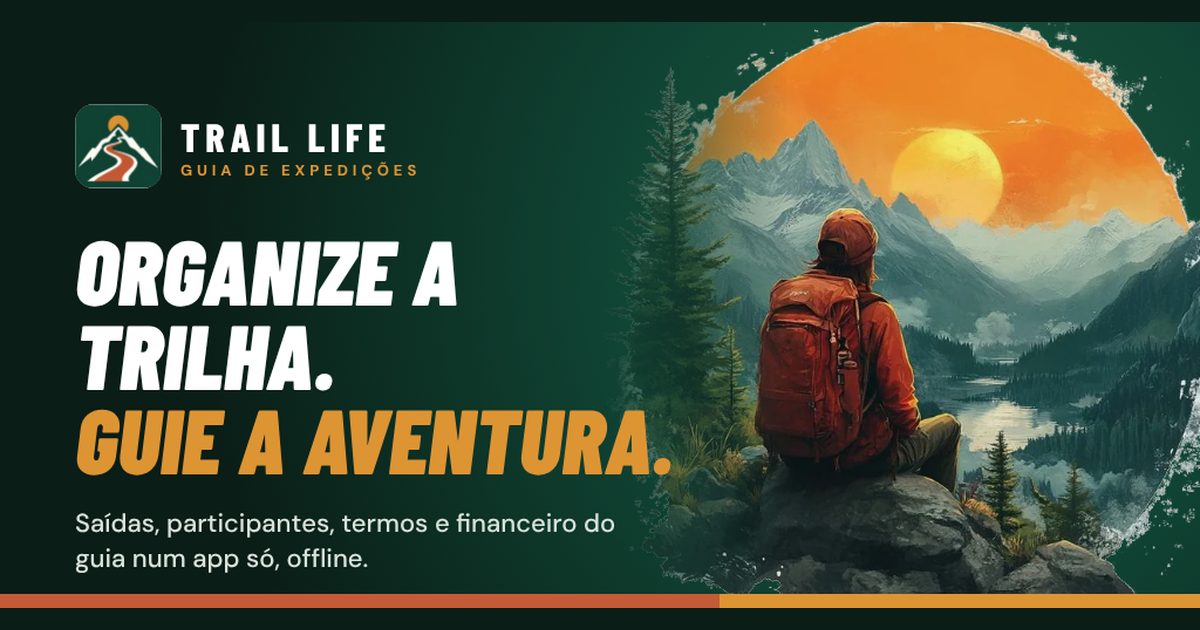 TRAIL LIFE
GUIA DE EXPEDIÇÕES
ORGANIZE A
TRILHA.
GUIE A AVENTURA.
Saídas, participantes, termos e financeiro do
guia num app só, offline.